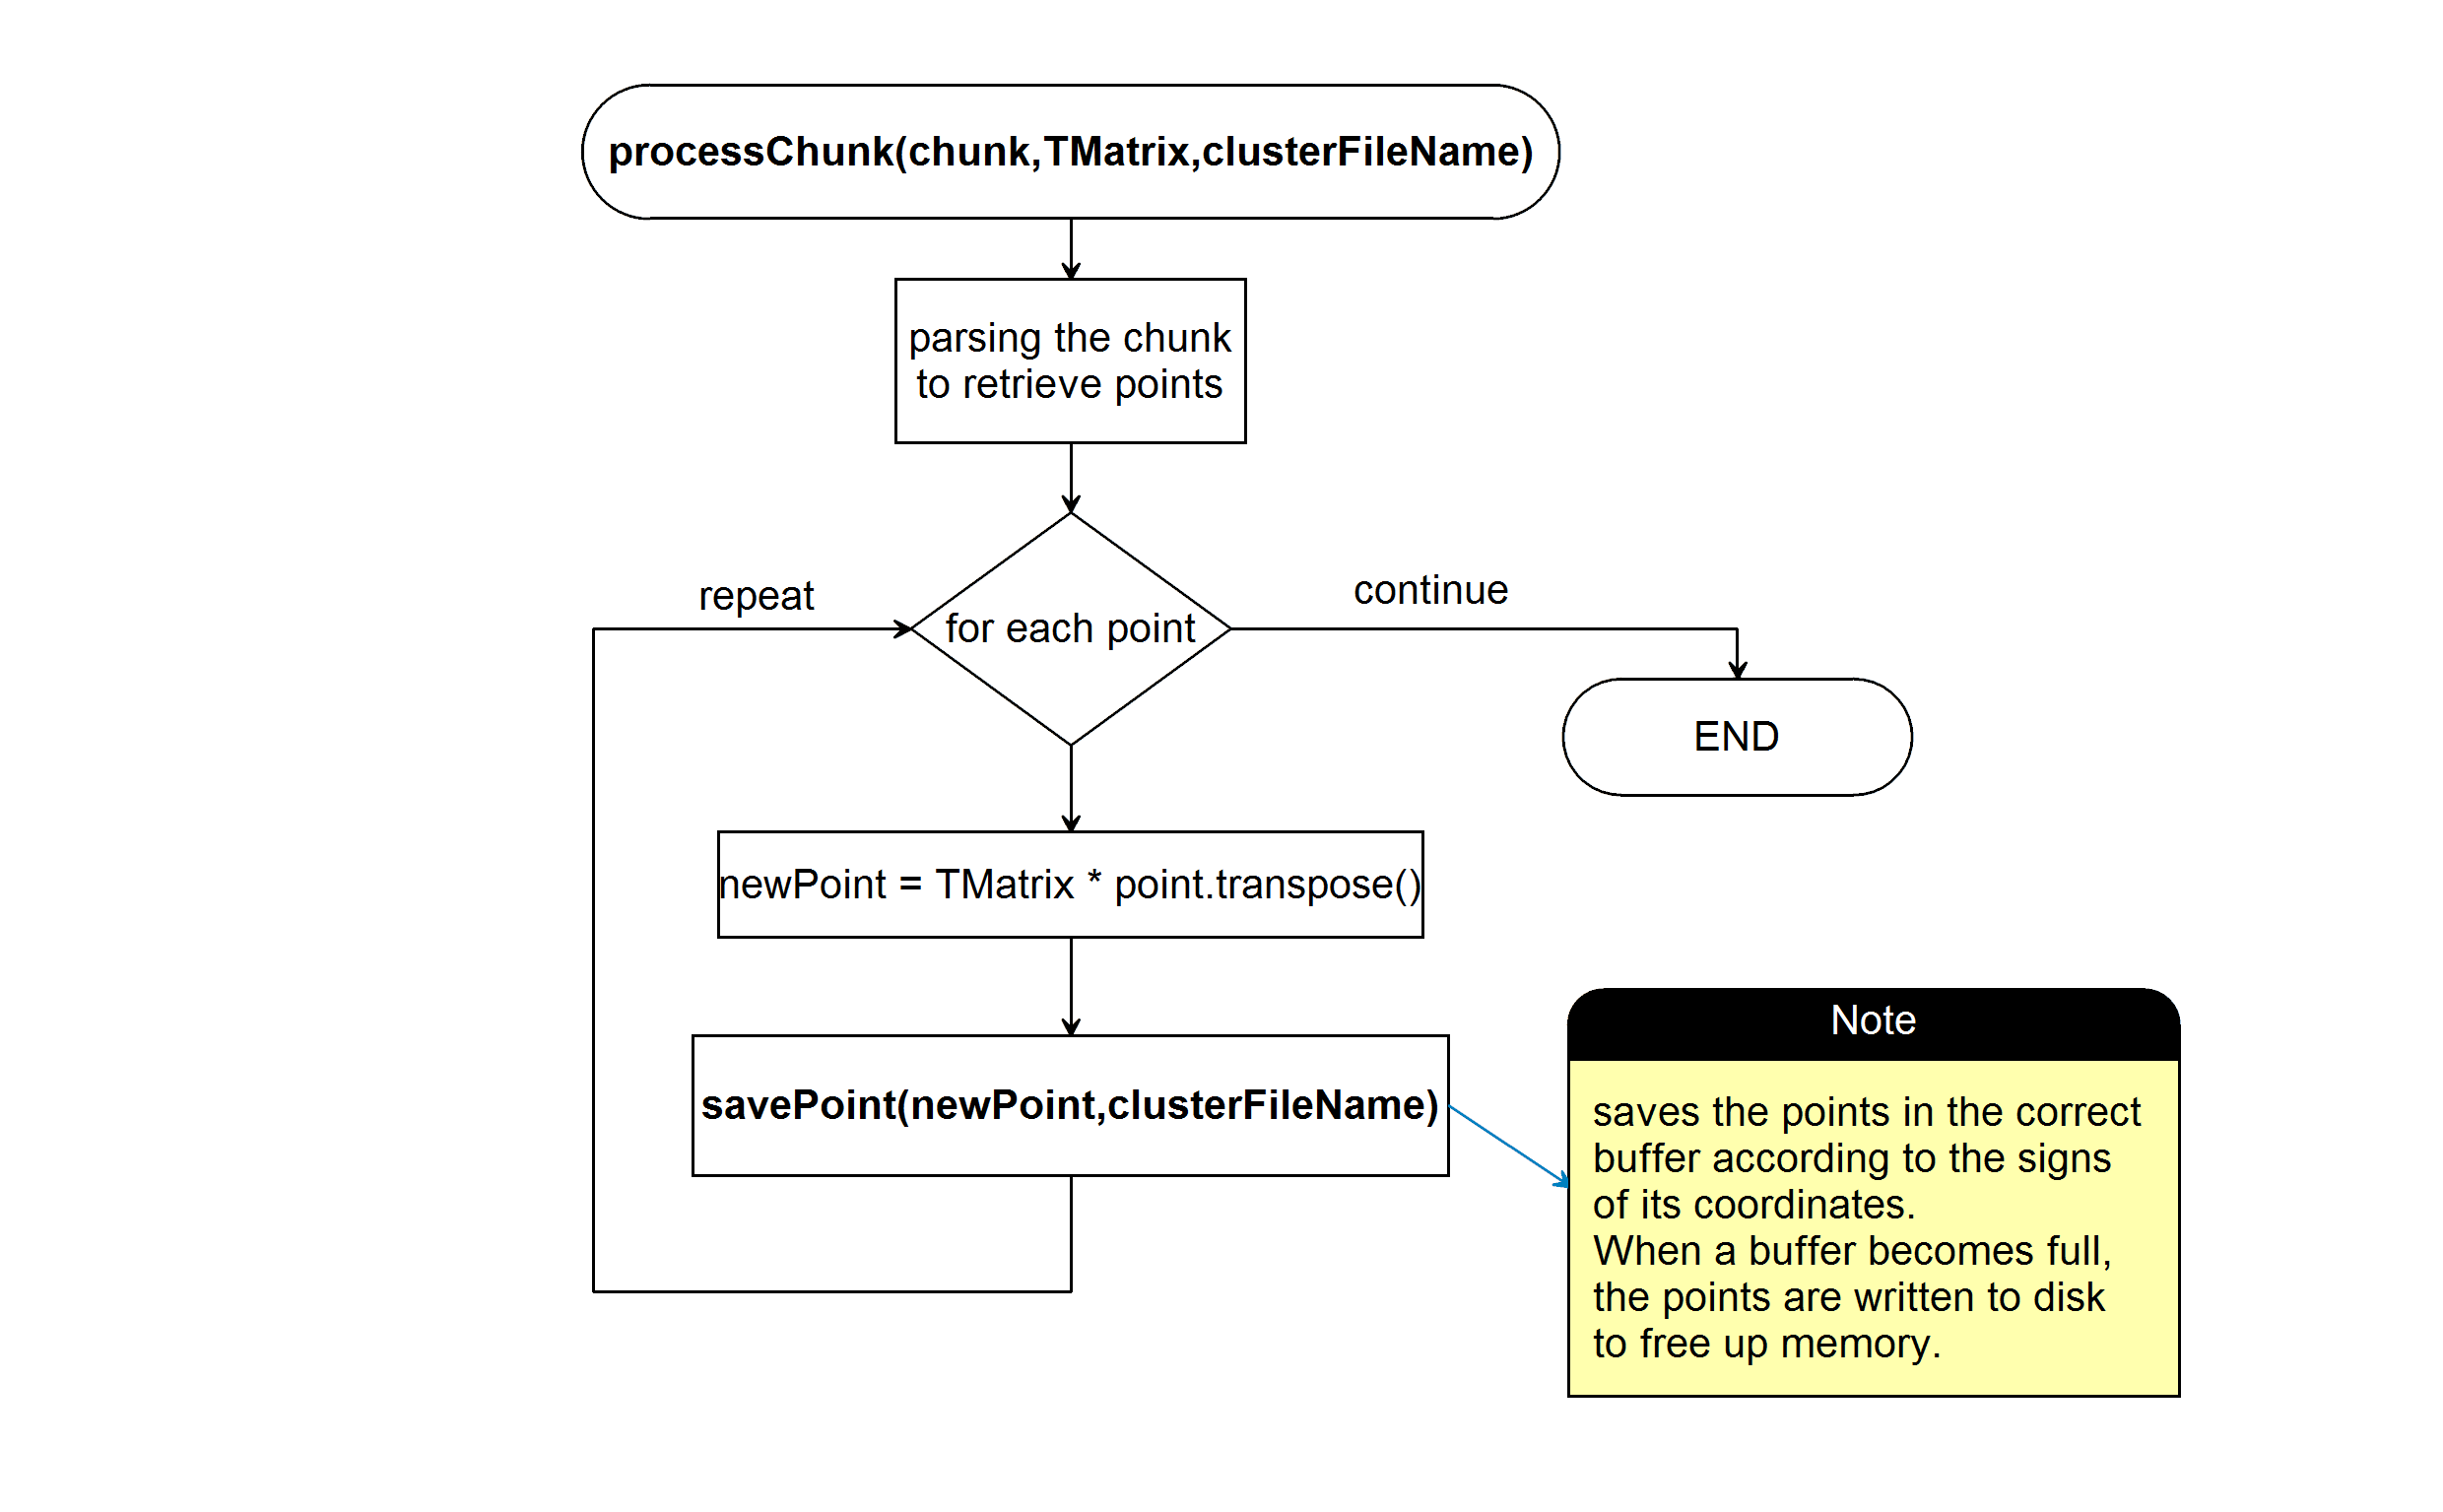 processChunk(chunk,TMatrix,clusterFileName)
parsing the chunk
to retrieve points
repeat
for each point
continue
END
newPoint = TMatrix * point.transpose()
savePoint(newPoint,clusterFileName)
Note
saves the points in the correct
buffer according to the signs
of its coordinates.
When a buffer becomes full,
the points are written to disk
to free up memory.